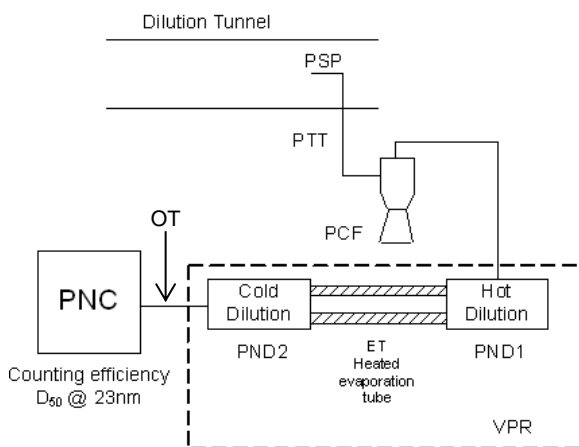 Dilution Tunnel
PSP
PTT
PCF
OT
PNC
Cold
Dilution
Hot
Dilution
PND2
ET
Heated
evaporation
tube
PND1
Counting efficiency
D₅₀ @ 23nm
VPR